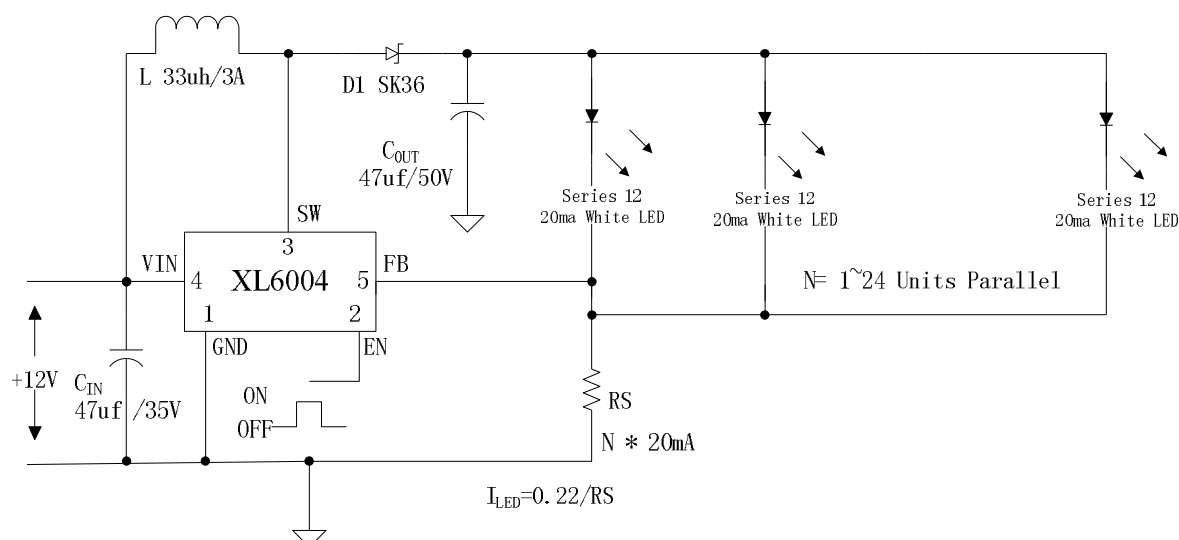 L 33uh/3A
D1 SK36
COUT
47uf/50V
Series 12
20ma White LED
Series 12
20ma White LED
Series 12
20ma White LED
SW
3
VIN
4
XL6004
5
FB
1
2
GND
EN
N= 1~24 Units Parallel
+12V
CIN
47uf /35V
ON
OFF
RS
N * 20mA
ILED=0.22/RS